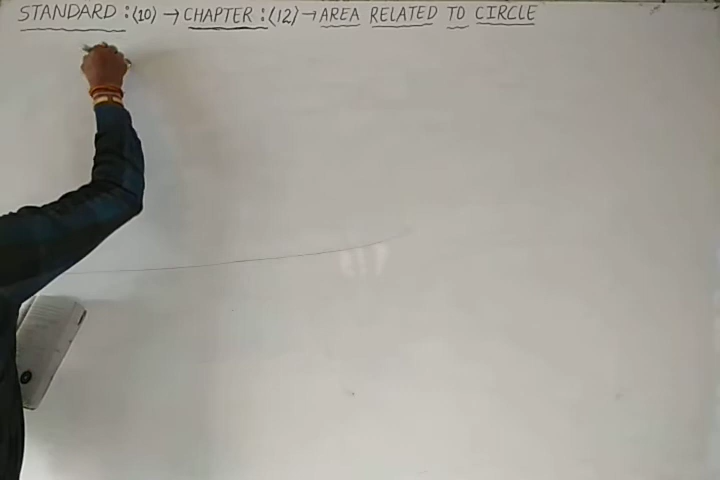 STANDARD :(10) → CHAPTER :(12) → AREA RELATED TO CIRCLE